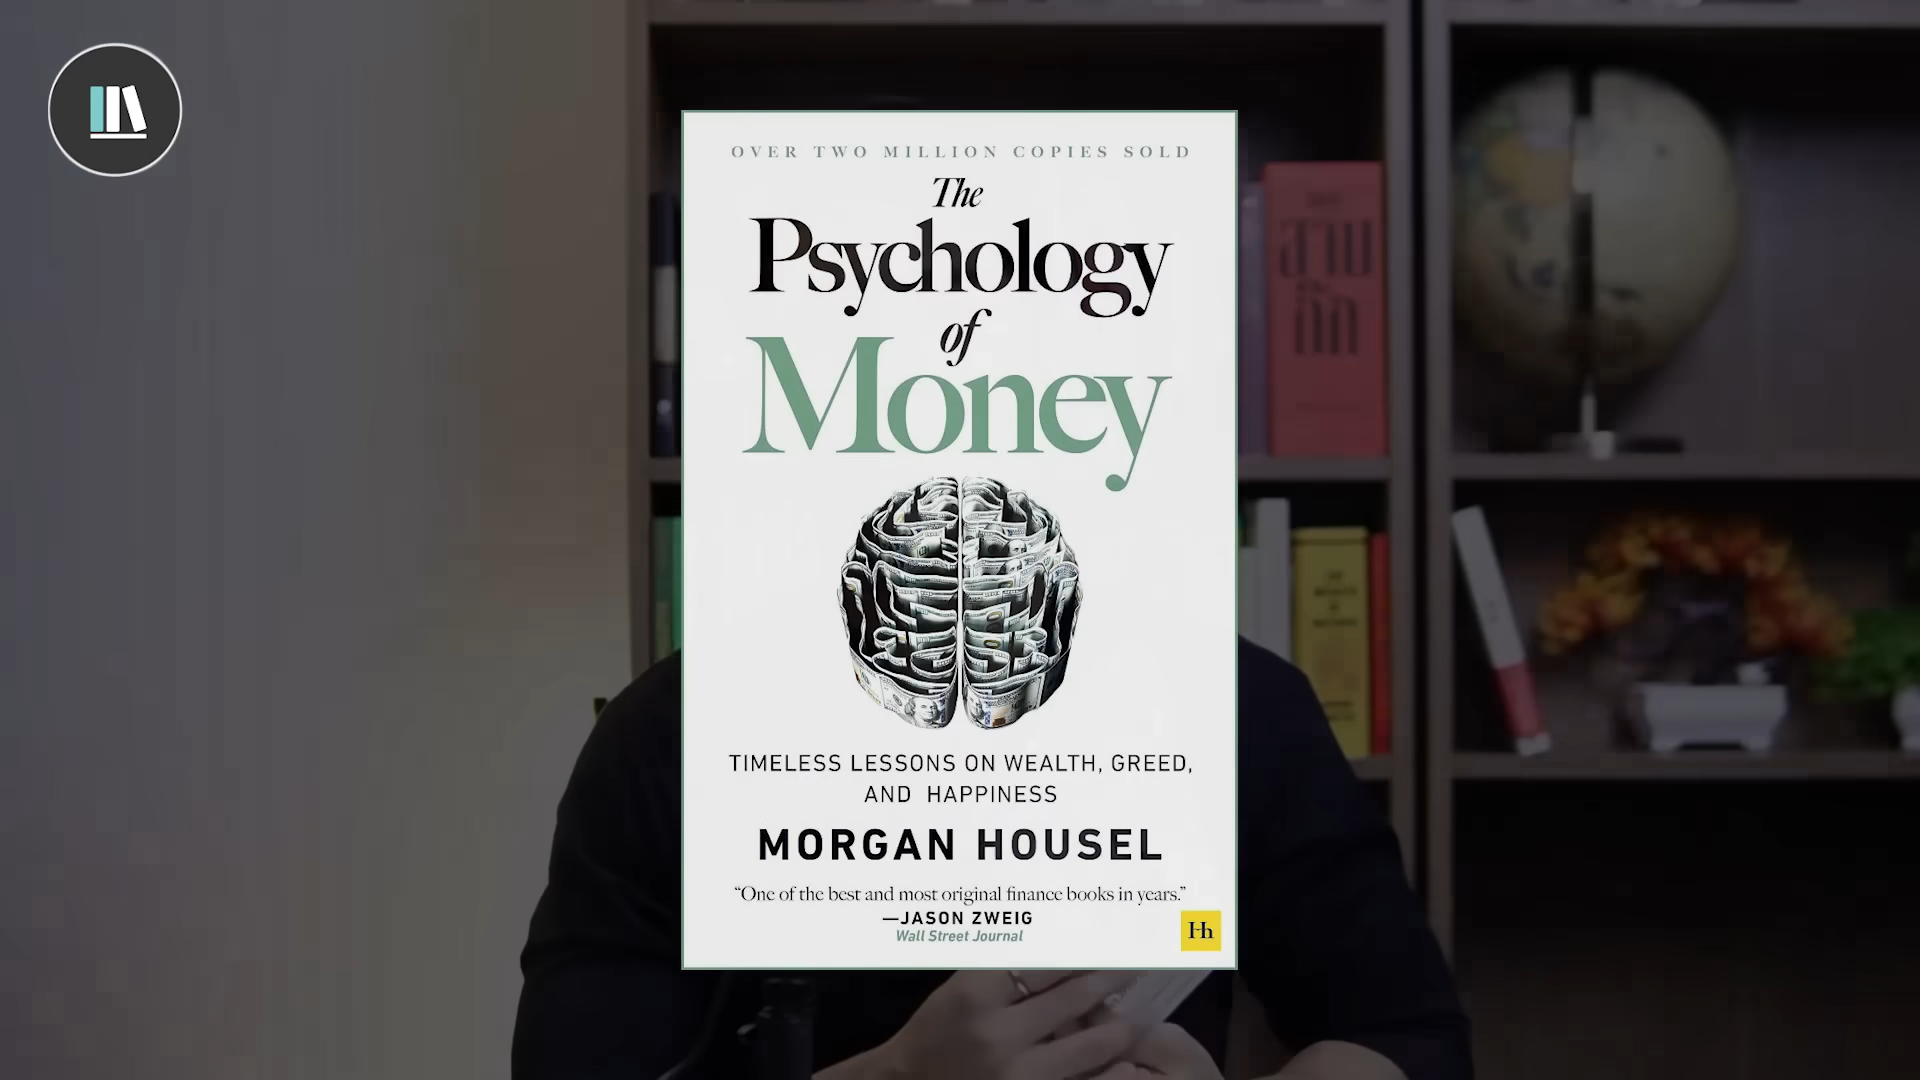 OVER TWO MILLION COPIES SOLD
The
Psychology
of
Money
TIMELESS LESSONS ON WEALTH, GREED,
AND HAPPINESS
MORGAN HOUSEL
“One of the best and most original finance books in years.”
—JASON ZWEIG
Wall Street Journal
Hh